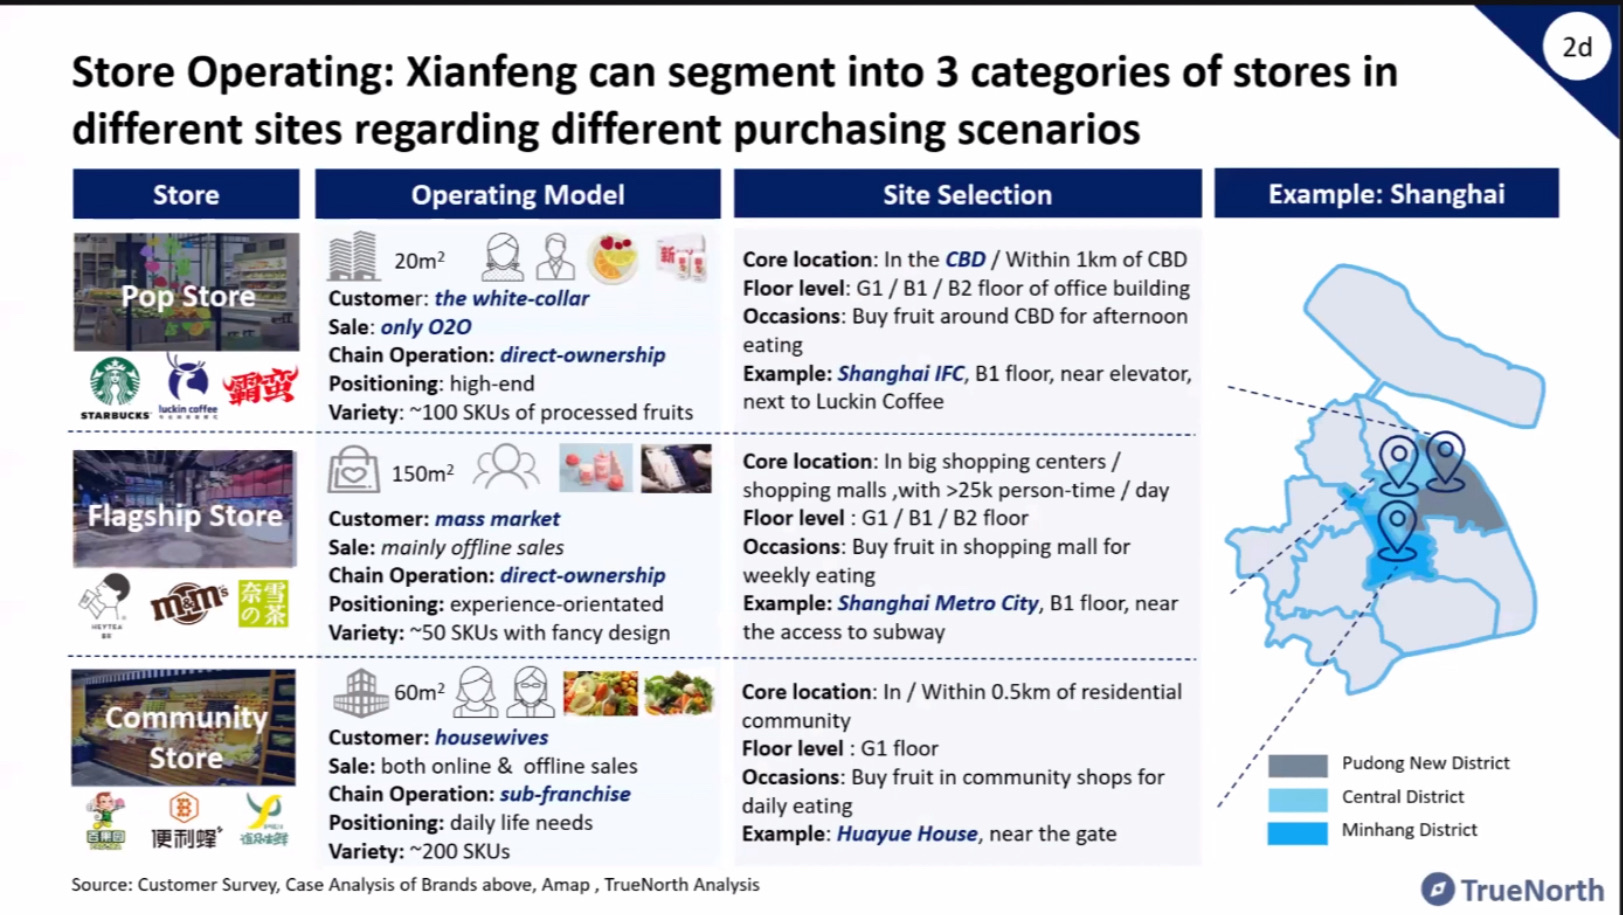 2d
Store Operating: Xianfeng can segment into 3 categories of stores in
different sites regarding different purchasing scenarios
Store
Operating Model
Site Selection
Example: Shanghai
Pop Store
STARBUCKS
luckin coffee
霸蛮
20m²
新
Customer: the white-collar
Sale: only O2O
Chain Operation: direct-ownership
Positioning: high-end
Variety: ~100 SKUs of processed fruits
Core location: In the CBD / Within 1km of CBD
Floor level: G1 / B1 / B2 floor of office building
Occasions: Buy fruit around CBD for afternoon
eating
Example: Shanghai IFC, B1 floor, near elevator,
next to Luckin Coffee
Flagship Store
HEYTEA
m&m's
奈雪
の茶
150m²
Customer: mass market
Sale: mainly offline sales
Chain Operation: direct-ownership
Positioning: experience-orientated
Variety: ~50 SKUs with fancy design
Core location: In big shopping centers /
shopping malls ,with >25k person-time / day
Floor level : G1 / B1 / B2 floor
Occasions: Buy fruit in shopping mall for
weekly eating
Example: Shanghai Metro City, B1 floor, near
the access to subway
Community
Store
百果园
便利蜂
60m²
Customer: housewives
Sale: both online & offline sales
Chain Operation: sub-franchise
Positioning: daily life needs
Variety: ~200 SKUs
Core location: In / Within 0.5km of residential
community
Floor level : G1 floor
Occasions: Buy fruit in community shops for
daily eating
Example: Huayue House, near the gate
Pudong New District
Central District
Minhang District
Source: Customer Survey, Case Analysis of Brands above, Amap , TrueNorth Analysis
TrueNorth